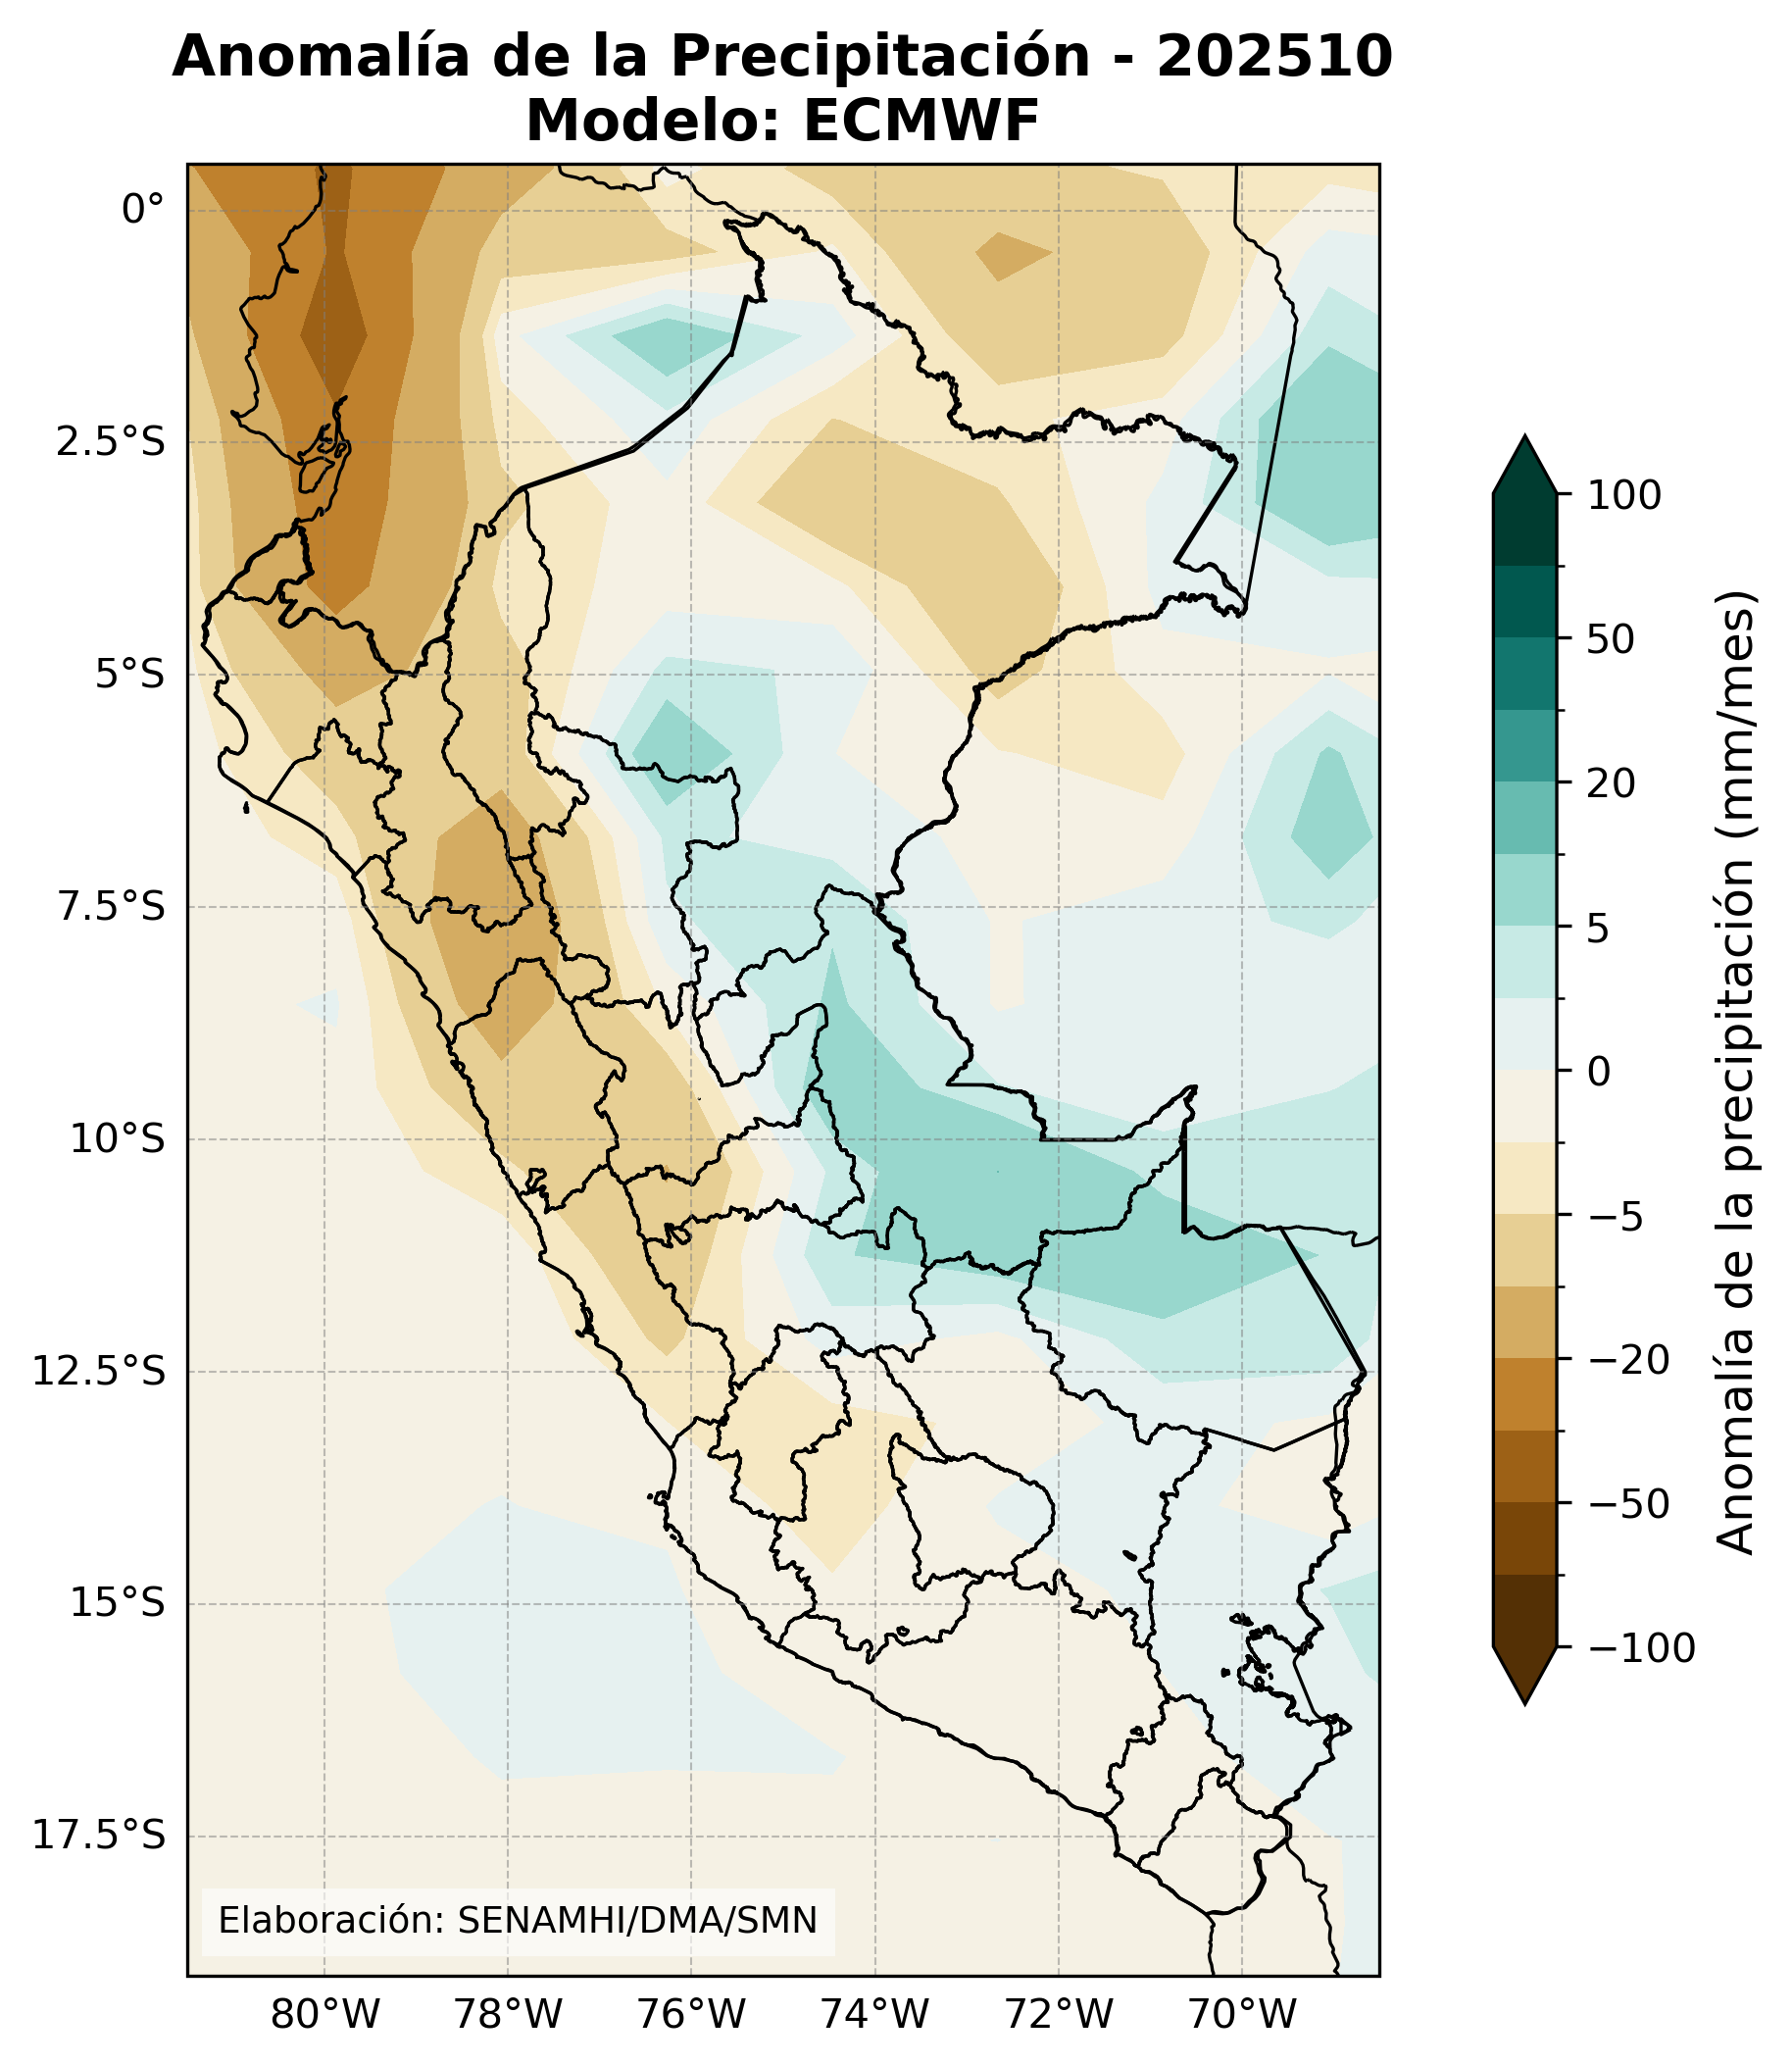 Anomalía de la Precipitación - 202510
Modelo: ECMWF
0°
2.5°S
5°S
7.5°S
10°S
12.5°S
15°S
17.5°S
80°W 78°W 76°W 74°W 72°W 70°W
Elaboración: SENAMHI/DMA/SMN
100
50
20
5
0
−5
−20
−50
−100
Anomalía de la precipitación (mm/mes)